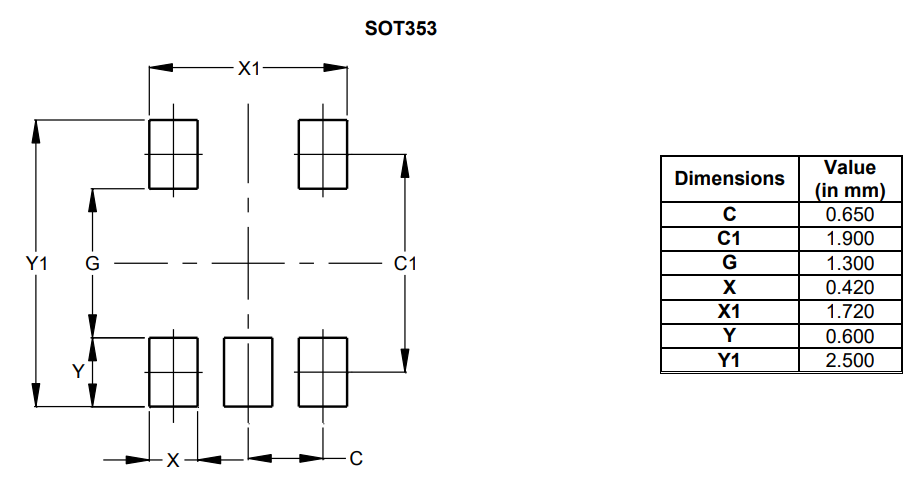 SOT353
X1
Y1
G
C1
Y
X
C
Dimensions Value (in mm)
C 0.650
C1 1.900
G 1.300
X 0.420
X1 1.720
Y 0.600
Y1 2.500